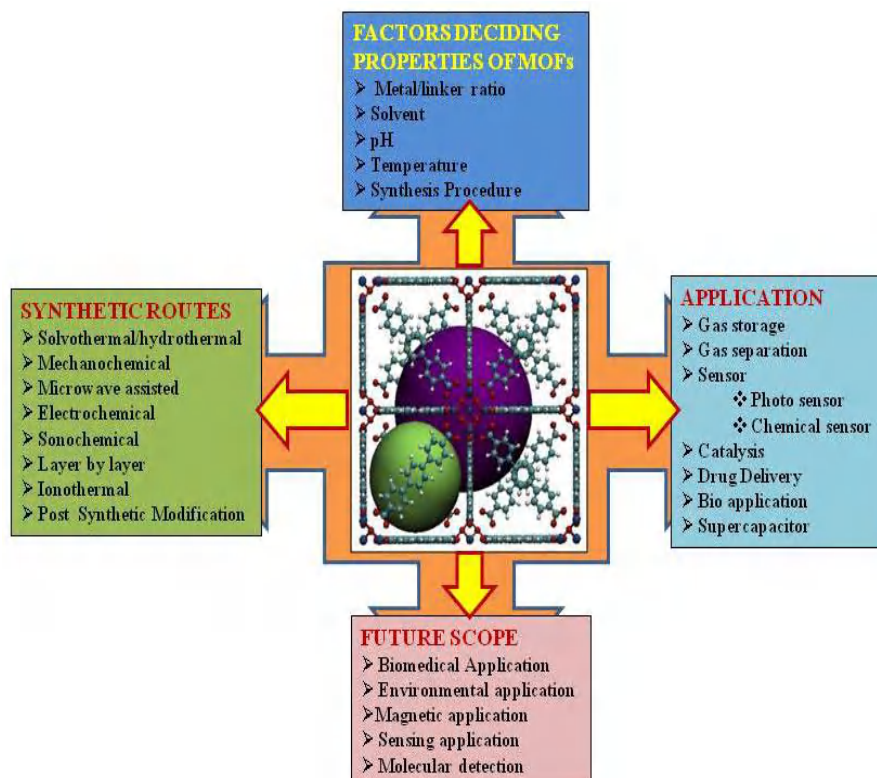 FACTORS DECIDING
PROPERTIES OF MOFs
➢ Metal/linker ratio
➢ Solvent
➢ pH
➢ Temperature
➢ Synthesis Procedure
SYNTHETIC ROUTES
➢ Solvothermal/hydrothermal
➢ Mechanochemical
➢ Microwave assisted
➢ Electrochemical
➢ Sonochemical
➢ Layer by layer
➢ Ionothermal
➢ Post Synthetic Modification
APPLICATION
➢ Gas storage
➢ Gas separation
➢ Sensor
❖ Photo sensor
❖ Chemical sensor
➢ Catalysis
➢ Drug Delivery
➢ Bio application
➢ Supercapacitor
FUTURE SCOPE
➢ Biomedical Application
➢ Environmental application
➢ Magnetic application
➢ Sensing application
➢ Molecular detection